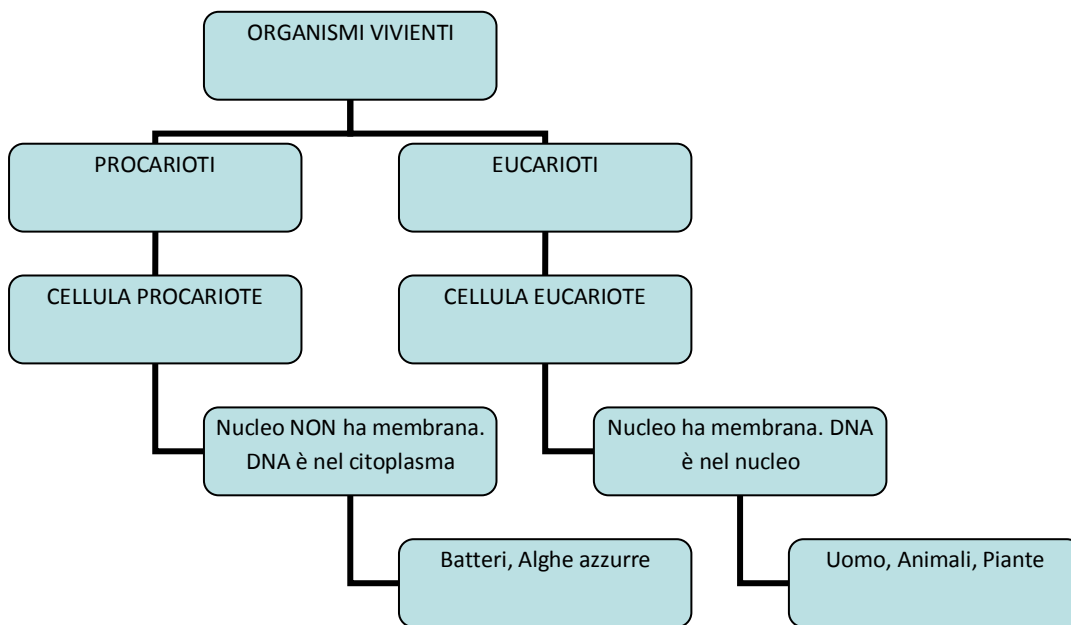 ORGANISMI VIVIENTI
PROCARIOTI
EUCARIOTI
CELLULA PROCARIOTE
CELLULA EUCARIOTE
Nucleo NON ha membrana.
DNA è nel citoplasma
Nucleo ha membrana. DNA
è nel nucleo
Batteri, Alghe azzurre
Uomo, Animali, Piante